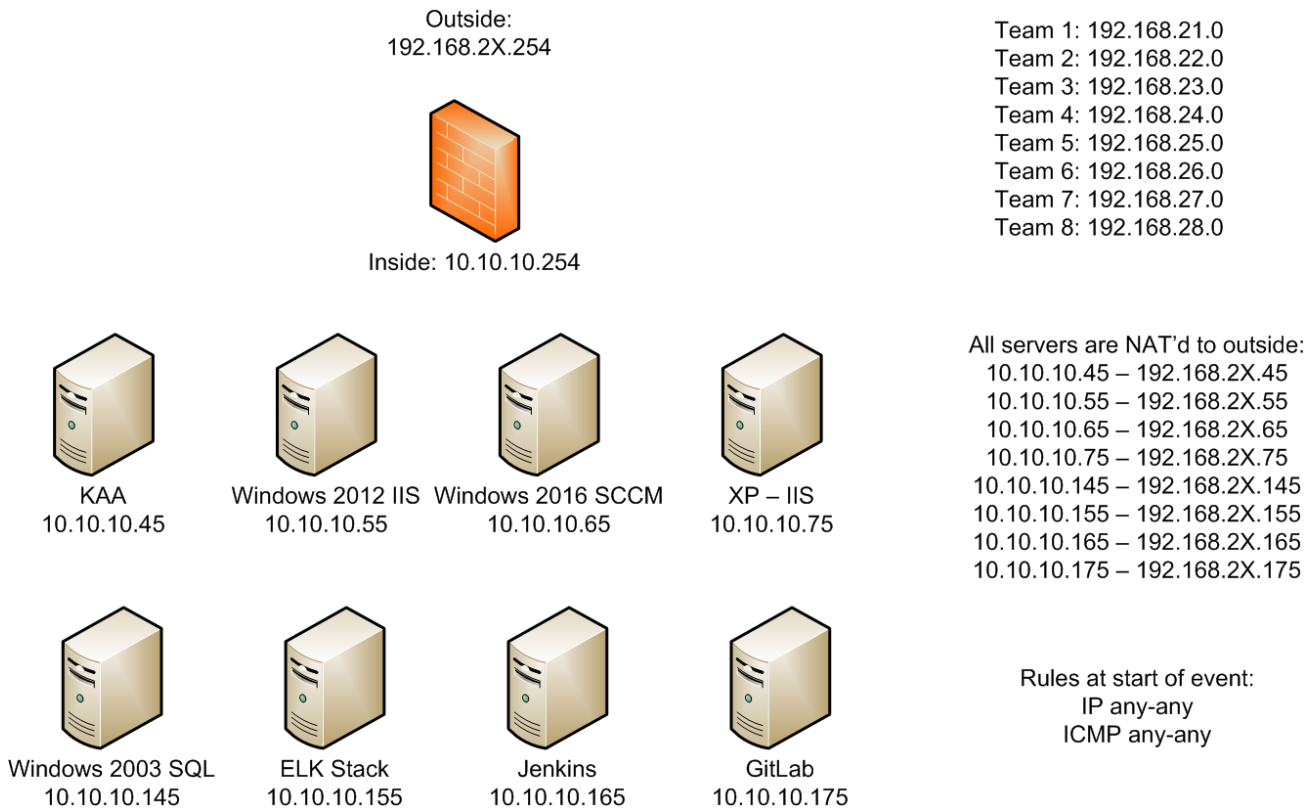 Outside:
192.168.2X.254
Inside: 10.10.10.254
Team 1: 192.168.21.0
Team 2: 192.168.22.0
Team 3: 192.168.23.0
Team 4: 192.168.24.0
Team 5: 192.168.25.0
Team 6: 192.168.26.0
Team 7: 192.168.27.0
Team 8: 192.168.28.0
KAA
10.10.10.45
Windows 2012 IIS
10.10.10.55
Windows 2016 SCCM
10.10.10.65
XP – IIS
10.10.10.75
All servers are NAT’d to outside:
10.10.10.45 – 192.168.2X.45
10.10.10.55 – 192.168.2X.55
10.10.10.65 – 192.168.2X.65
10.10.10.75 – 192.168.2X.75
10.10.10.145 – 192.168.2X.145
10.10.10.155 – 192.168.2X.155
10.10.10.165 – 192.168.2X.165
10.10.10.175 – 192.168.2X.175
Windows 2003 SQL
10.10.10.145
ELK Stack
10.10.10.155
Jenkins
10.10.10.165
GitLab
10.10.10.175
Rules at start of event:
IP any-any
ICMP any-any